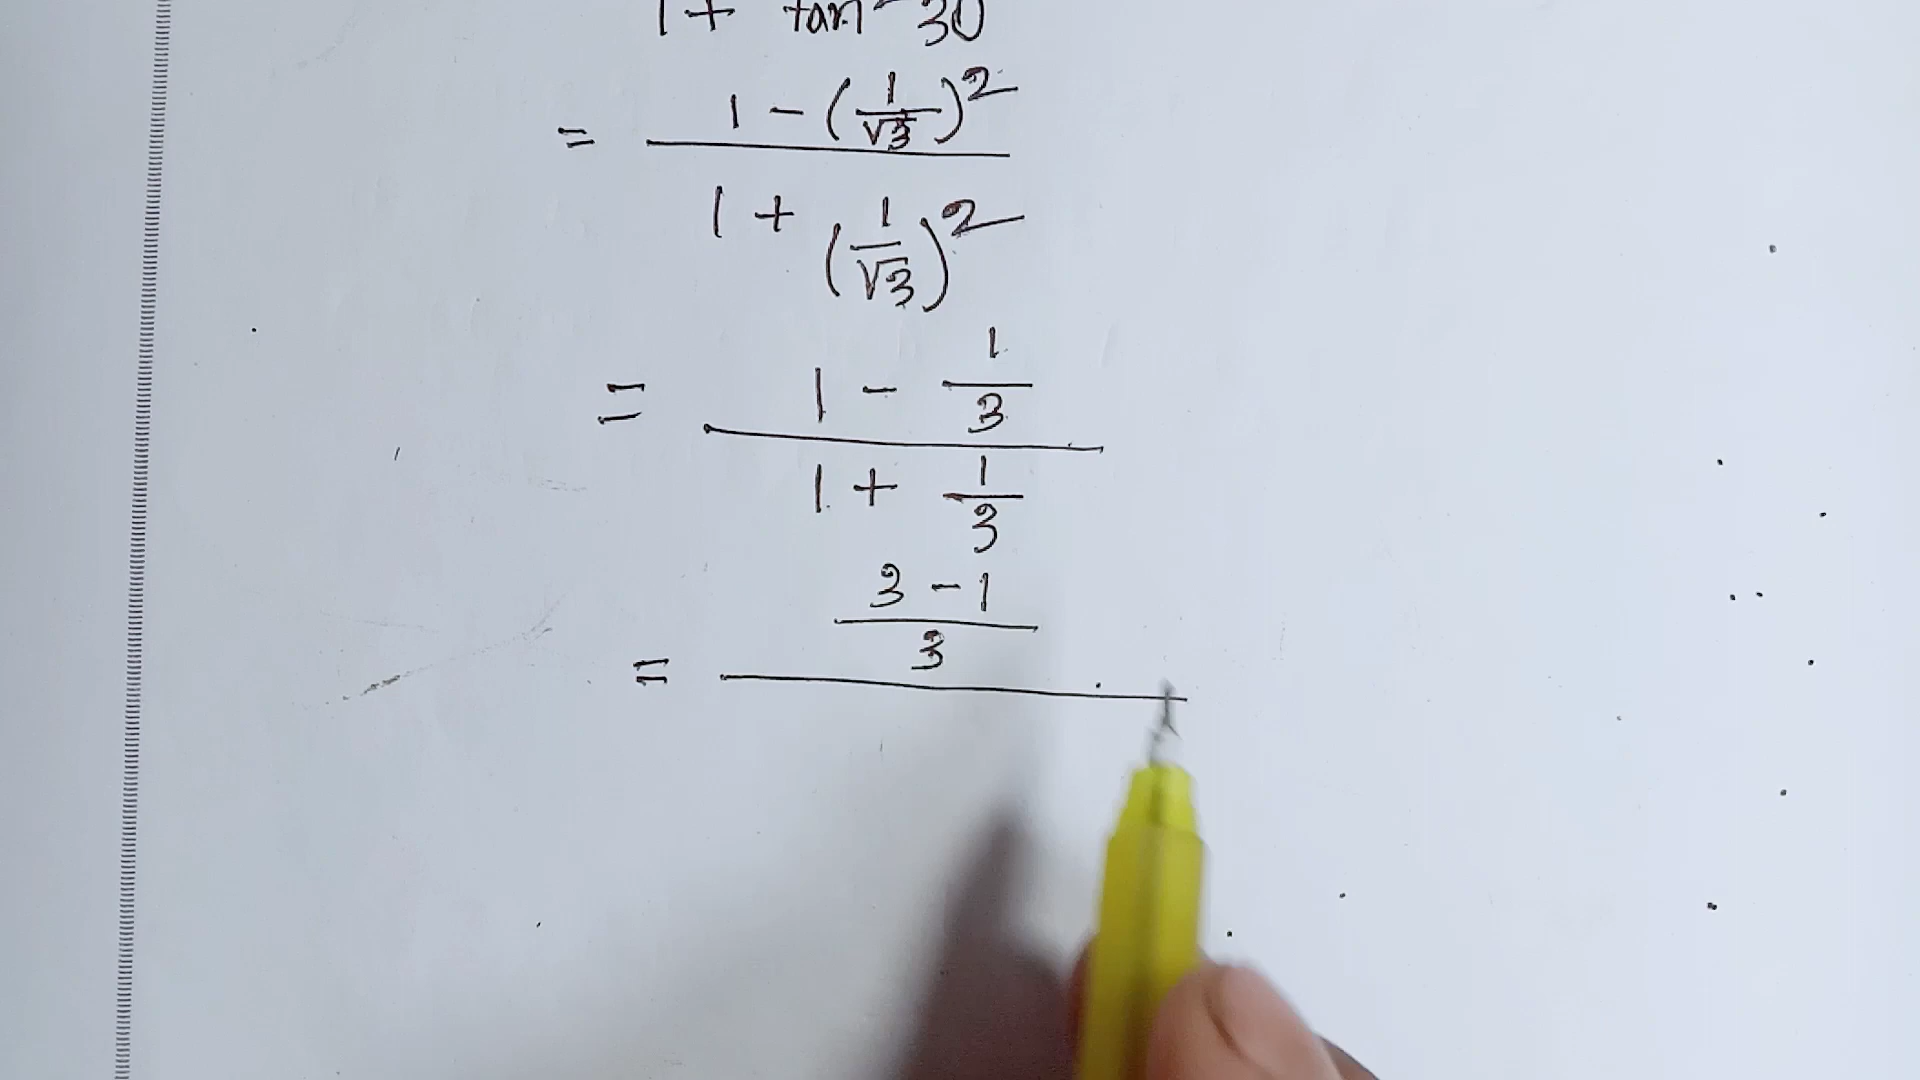 1 + tan² 30
1 - (1/√3)²
=
1 + (1/√3)²
1 - 1/3
=
1 + 1/3
3 - 1
3
=